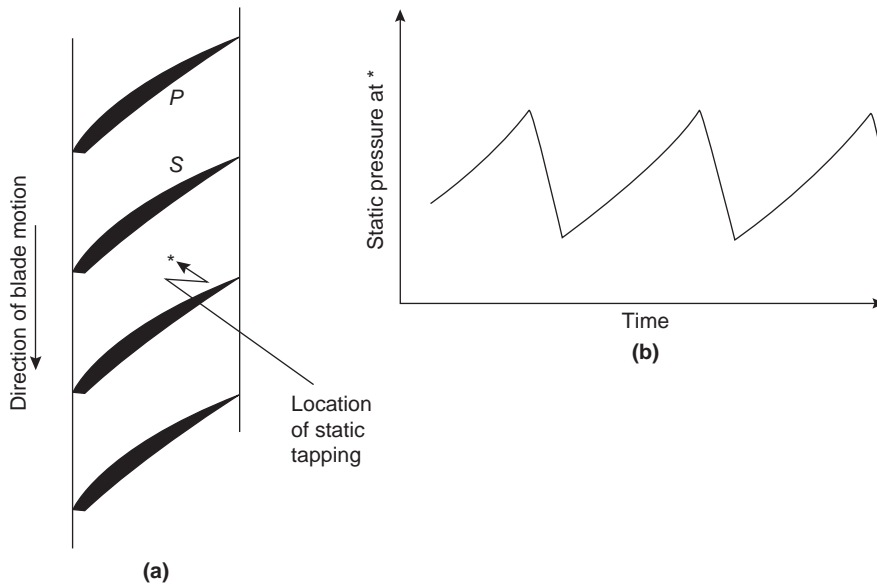 Direction of blade motion
P
S
*
Location
of static
tapping
(a)
Static pressure at *
Time
(b)